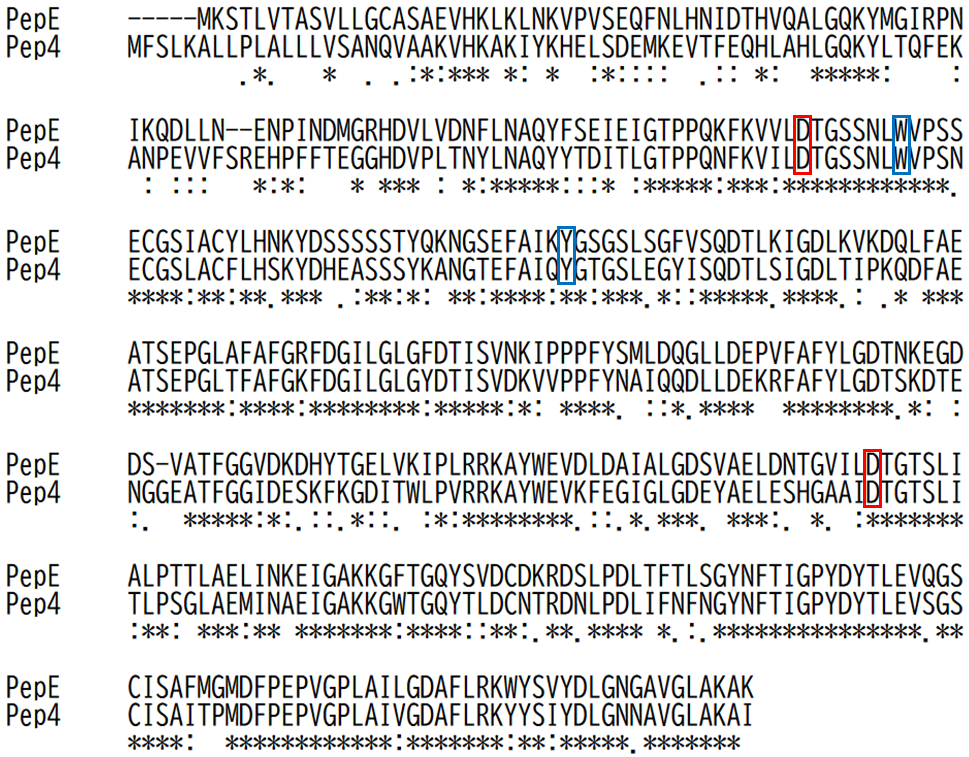 PepE -----MKSTLVTASVLLGCASAEVHKLKLNKVPVSEQFNLHNIDTHVQALGQKYMGIRPN
Pep4 MFSLKALLPLALLLVSANQVAAKVHKAKIYKHELSDEMKEVTFEQHLAHLGQKYLTQFEK
.*. * . .:*:*** *: * :*:::: .:: *: *****: :
PepE IKQDLLN--ENPINDMGRHDVLVDNFLNAQYFSEIEIGTPPQKFKVVLDTGSSNLWVPSS
Pep4 ANPEVVFSREHPFFTEGGHDVPLTNYLNAQYYTDITLGTPPQNFKVILDTGSSNLWVPSN
: ::: *:*: * *** : *:*****:::* :*****:***:************.
PepE ECGSIACYLHNKYDSSSSSTYQKNGSEFAIKYGSGSLSGFVSQDTLKIGDLKVKDQLFAE
Pep4 ECGSLACFLHSKYDHEASSSYKANGTEFAIQYGTGSLEGYISQDTLSIGDLTIPKQDFAE
****:**:**.*** .:**:*: **:****:**:***.*::*****.****.: .* ***
PepE ATSEPGLAFAFGRFDGILGLGFDTISVNKIPPPFYSMLDQGLLDEPVFAFYLGDTNKEGD
Pep4 ATSEPGLTFAFGKFDGILGLGYDTISVDKVVPPFYNAIQQDLLDEKRFAFYLGDTSKDTE
*******:****:********:*****:*: ****. ::*.**** ********.*: :
PepE DS-VATFGGVDKDHYTGELVKIPLRRKAYWEVDLDAIALGDSVAELDNTGVILDTGTSLI
Pep4 NGGEATFGGIDESKFKGDITWLPVRRKAYWEVKFEGIGLGDEYAELESHGAAIDTGTSLI
:. *****:*:.::.*::. :*:********.::.*.***. ***:. *. :*******
PepE ALPTTLAELINKEIGAKKGFTGQYSVDCDKRDSLPDLTFTLSGYNFTIGPYDYTLEVQGS
Pep4 TLPSGLAEMINAEIGAKKGWTGQYTLDCNTRDNLPDLIFNFNGYNFTIGPYDYTLEVSGS
:**: ***:** *******:****::**:.**.**** *.:.***************.**
PepE CISAFMGMDFPEPVGPLAILGDAFLRKWYSVYDLGNGAVGLAKAK
Pep4 CISAITPMDFPEPVGPLAIVGDAFLRKYYSIYDLGNNAVGLAKAI
****: ************:*******:**:*****.*******